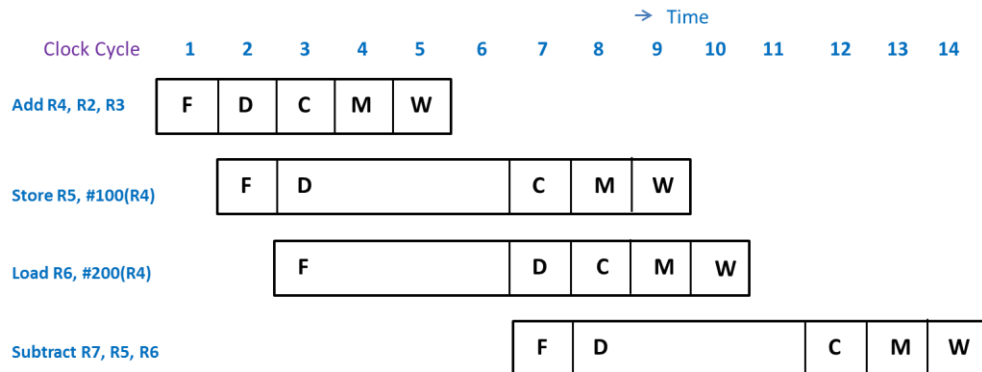 → Time
Clock Cycle 1 2 3 4 5 6 7 8 9 10 11 12 13 14
Add R4, R2, R3 F D C M W
Store R5, #100(R4) F D C M W
Load R6, #200(R4) F D C M W
Subtract R7, R5, R6 F D C M W